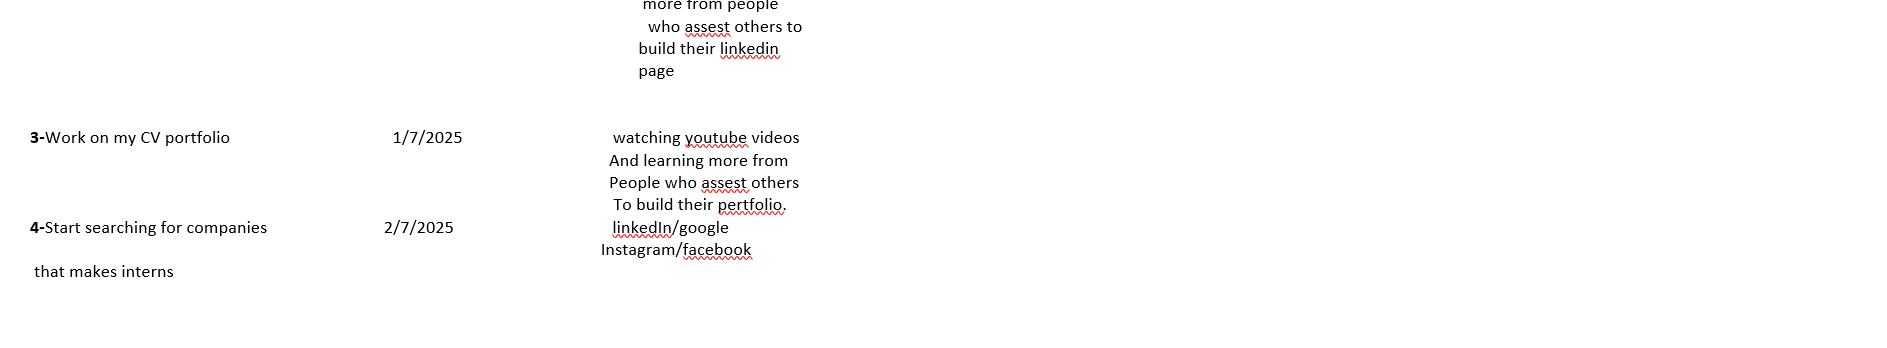 more from people
who assest others to
build their linkedin
page
3-Work on my CV portfolio 1/7/2025 watching youtube videos
And learning more from
People who assest others
To build their pertfolio.
4-Start searching for companies 2/7/2025 linkedIn/google
Instagram/facebook
that makes interns